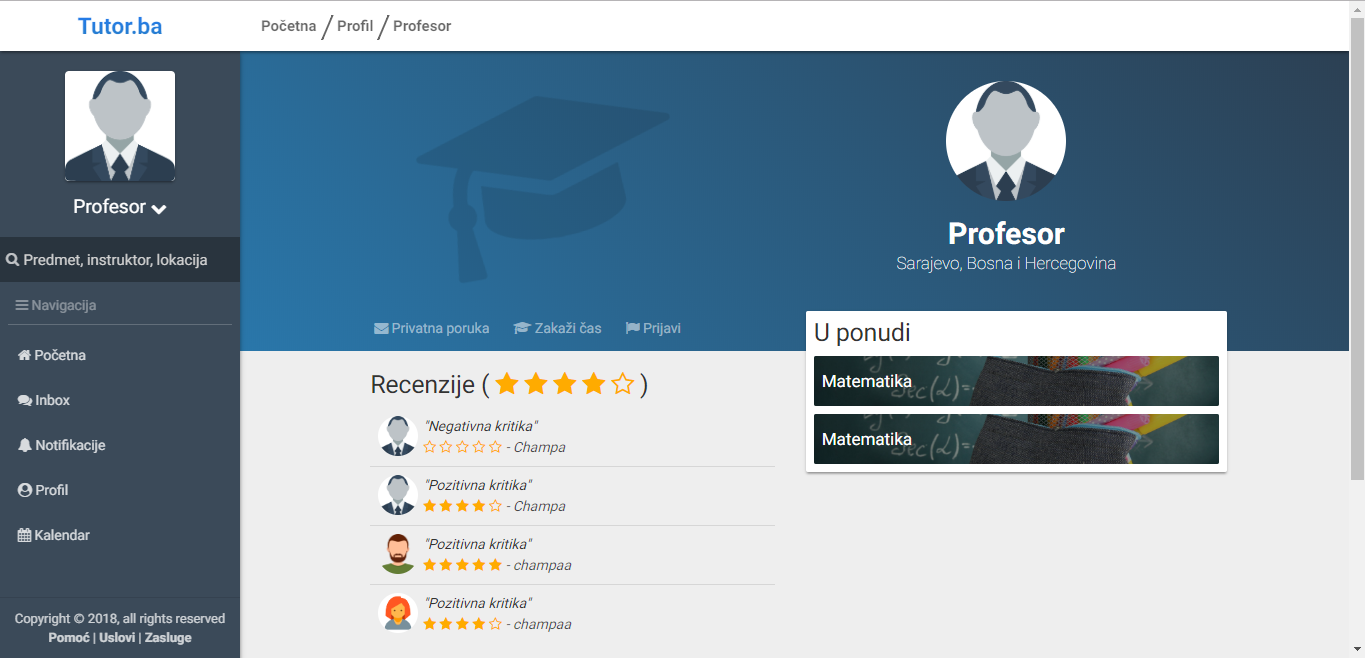 Tutor.ba
Početna / Profil / Profesor
Profesor
Predmet, instruktor, lokacija
Navigacija
Početna
Inbox
Notifikacije
Profil
Kalendar
Copyright © 2018, all rights reserved
Pomoć | Uslovi | Zasluge
Profesor
Sarajevo, Bosna i Hercegovina
Privatna poruka Zakaži čas Prijavi
Recenzije ( ★★★★☆ )
"Negativna kritika"
☆☆☆☆☆ - Champa
"Pozitivna kritika"
★★★★☆ - Champa
"Pozitivna kritika"
★★★★★ - champaa
"Pozitivna kritika"
★★★★☆ - champaa
U ponudi
Matematika
Matematika